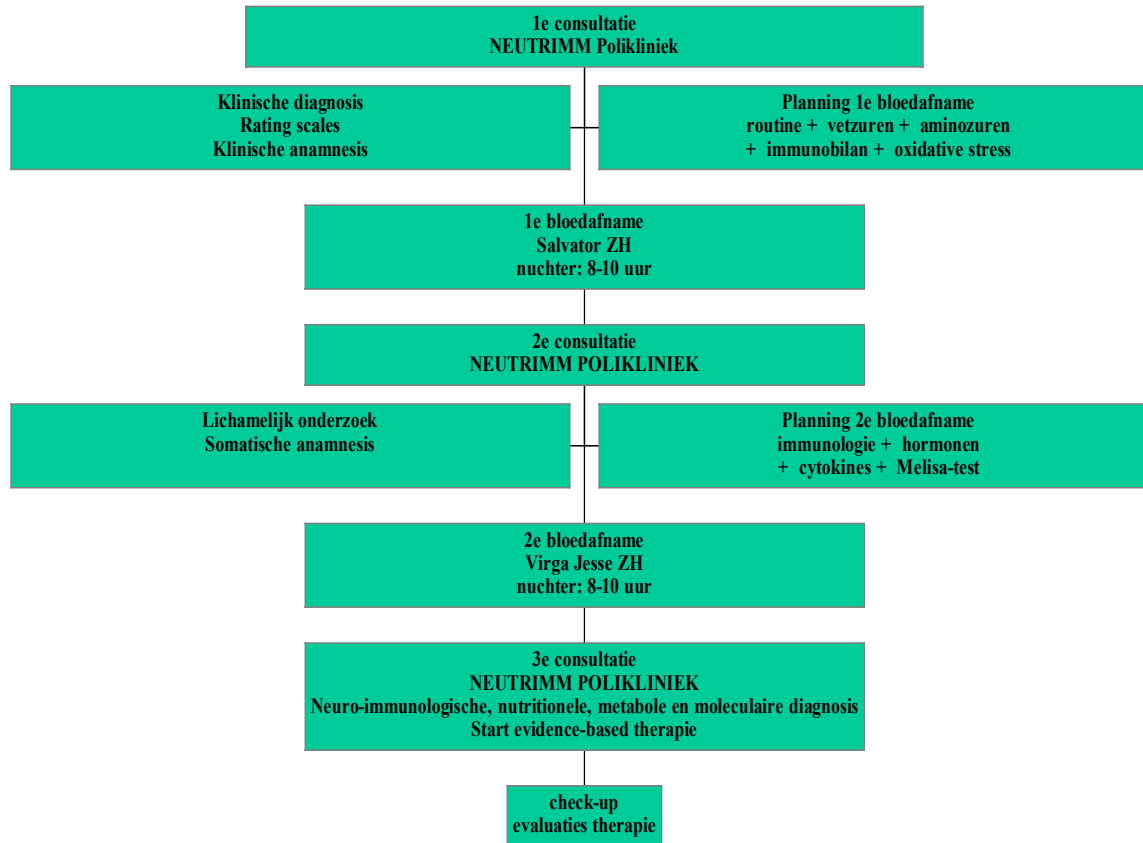 1e consultatie
NEUTRIMM Polikliniek
Klinische diagnosis
Rating scales
Klinische anamnesis
Planning 1e bloedafname
routine + vetzuren + aminozuren
+ immunobilan + oxidative stress
1e bloedafname
Salvator ZH
nuchter: 8-10 uur
2e consultatie
NEUTRIMM POLIKLINIEK
Lichamelijk onderzoek
Somatische anamnesis
Planning 2e bloedafname
immunologie + hormonen
+ cytokines + Melisa-test
2e bloedafname
Virga Jesse ZH
nuchter: 8-10 uur
3e consultatie
NEUTRIMM POLIKLINIEK
Neuro-immunologische, nutritionele, metabole en moleculaire diagnosis
Start evidence-based therapie
check-up
evaluaties therapie